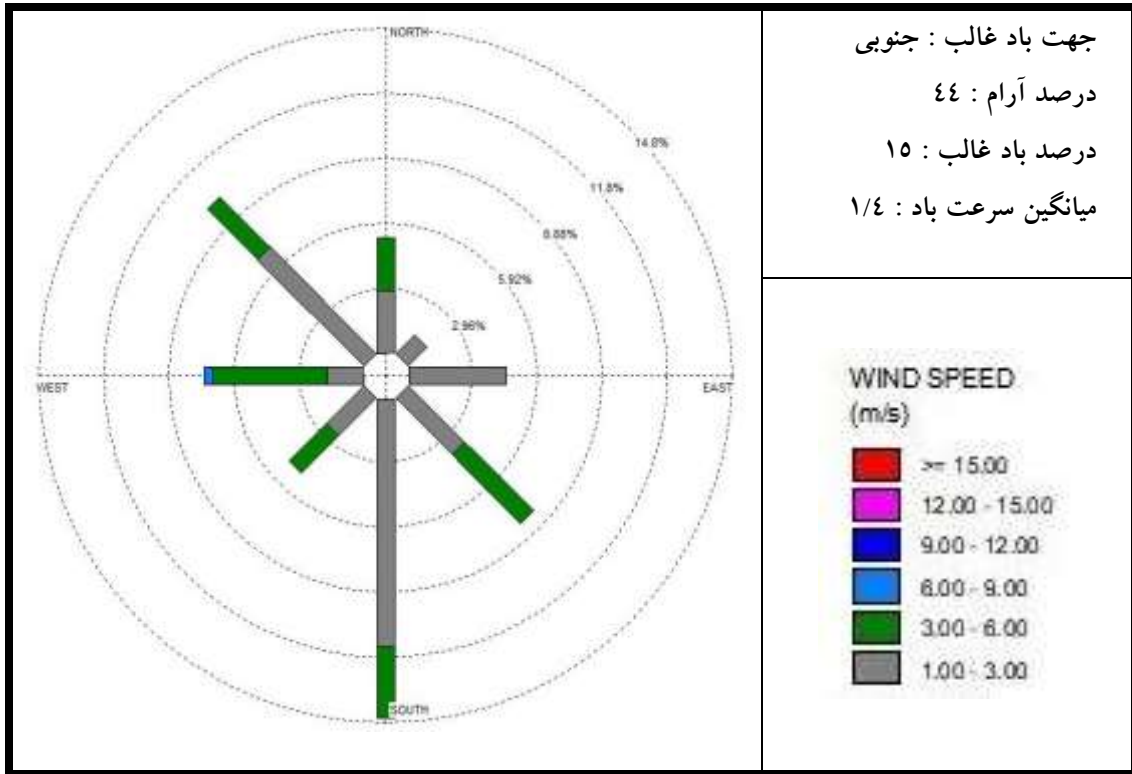 NORTH
14.8%
11.8%
8.88%
5.92%
2.96%
WEST
EAST
SOUTH
جهت باد غالب : جنوبی
درصد آرام : ٤٤
درصد باد غالب : ١٥
میانگین سرعت باد : ١/٤
WIND SPEED
(m/s)
>= 15.00
12.00 - 15.00
9.00 - 12.00
6.00 - 9.00
3.00 - 6.00
1.00 - 3.00